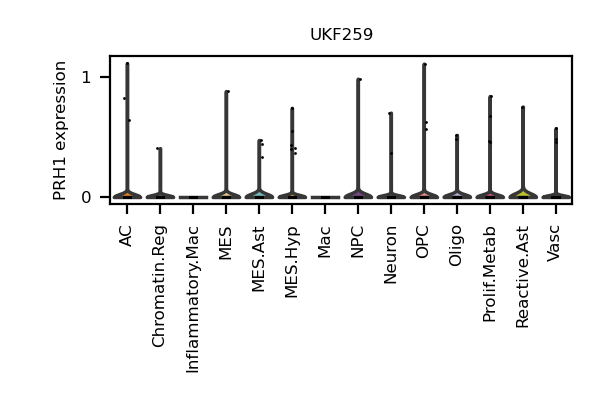 UKF259
PRH1 expression
1
0
AC
Chromatin.Reg
Inflammatory.Mac
MES
MES.Ast
MES.Hyp
Mac
NPC
Neuron
OPC
Oligo
Prolif.Metab
Reactive.Ast
Vasc